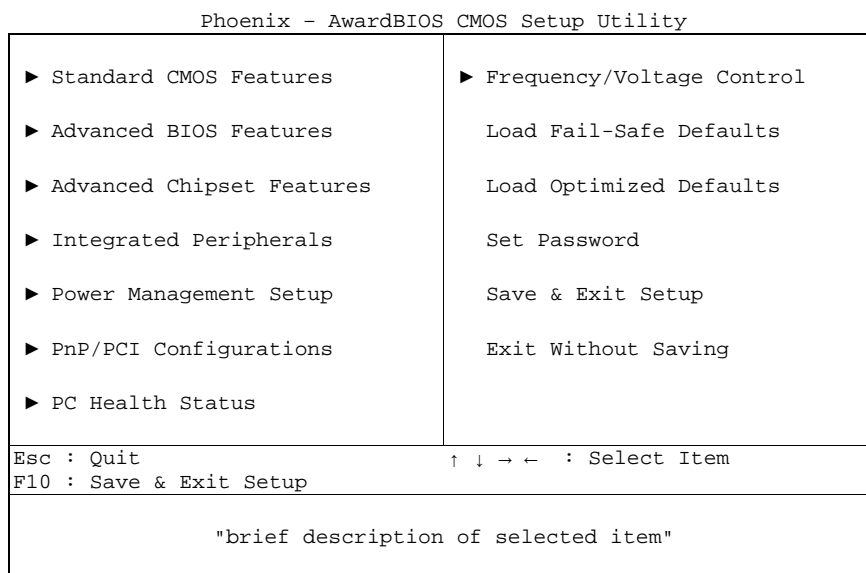 Phoenix – AwardBIOS CMOS Setup Utility
► Standard CMOS Features
► Advanced BIOS Features
► Advanced Chipset Features
► Integrated Peripherals
► Power Management Setup
► PnP/PCI Configurations
► PC Health Status
► Frequency/Voltage Control
Load Fail-Safe Defaults
Load Optimized Defaults
Set Password
Save & Exit Setup
Exit Without Saving
Esc : Quit
↑ ↓ → ← : Select Item
F10 : Save & Exit Setup
"brief description of selected item"